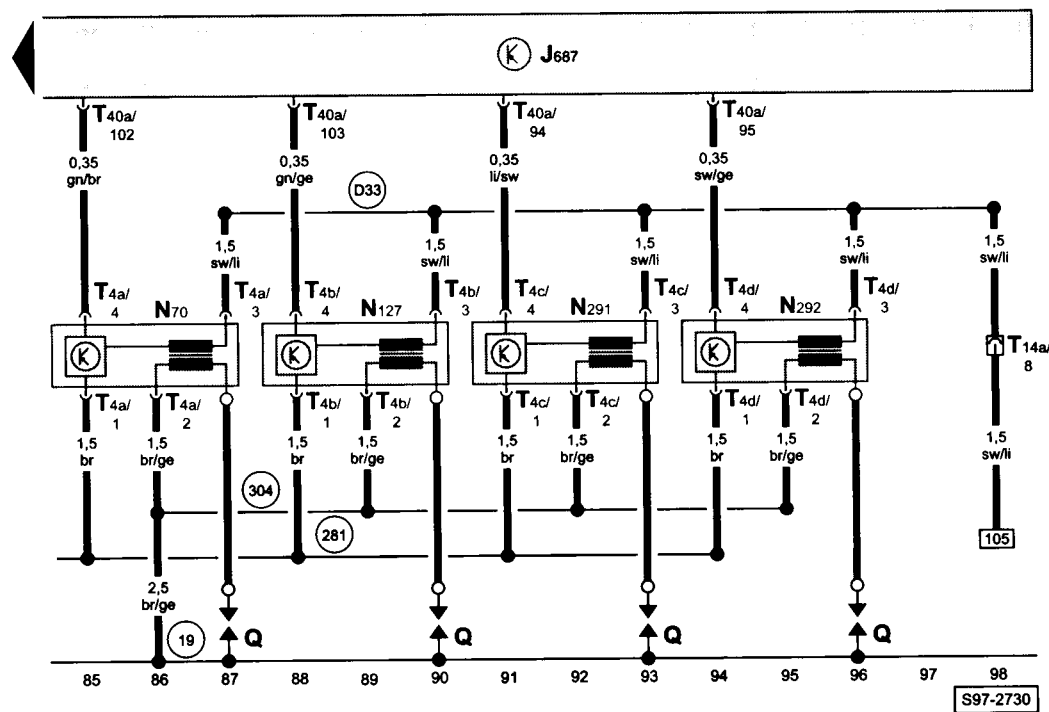 J687
T40a/ 102
T40a/ 103
T40a/ 94
T40a/ 95
0,35 gn/br
0,35 gn/ge
0,35 li/sw
0,35 sw/ge
D33
1,5 sw/li
1,5 sw/li
1,5 sw/li
1,5 sw/li
1,5 sw/li
T4a/ 4
N70
T4a/ 3
T4b/ 4
N127
T4b/ 3
T4c/ 4
N291
T4c/ 3
T4d/ 4
N292
T4d/ 3
T14a/ 8
T4a/ 1
T4a/ 2
T4b/ 1
T4b/ 2
T4c/ 1
T4c/ 2
T4d/ 1
T4d/ 2
1,5 br
1,5 br/ge
1,5 br
1,5 br/ge
1,5 br
1,5 br/ge
1,5 br
1,5 br/ge
1,5 sw/li
304
281
105
2,5 br/ge
19
Q
Q
Q
Q
85 86 87 88 89 90 91 92 93 94 95 96 97 98
S97-2730